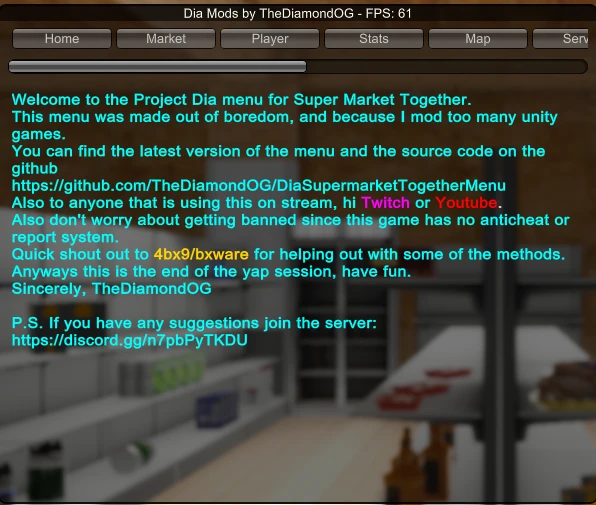 Dia Mods by TheDiamondOG - FPS: 61
Home Market Player Stats Map Serv
Welcome to the Project Dia menu for Super Market Together.
This menu was made out of boredom, and because I mod too many unity
games.
You can find the latest version of the menu and the source code on the
github
https://github.com/TheDiamondOG/DiaSupermarketTogetherMenu
Also to anyone that is using this on stream, hi Twitch or Youtube.
Also don't worry about getting banned since this game has no anticheat or
report system.
Quick shout out to 4bx9/bxware for helping out with some of the methods.
Anyways this is the end of the yap session, have fun.
Sincerely, TheDiamondOG
P.S. If you have any suggestions join the server:
https://discord.gg/n7pbPyTKDU